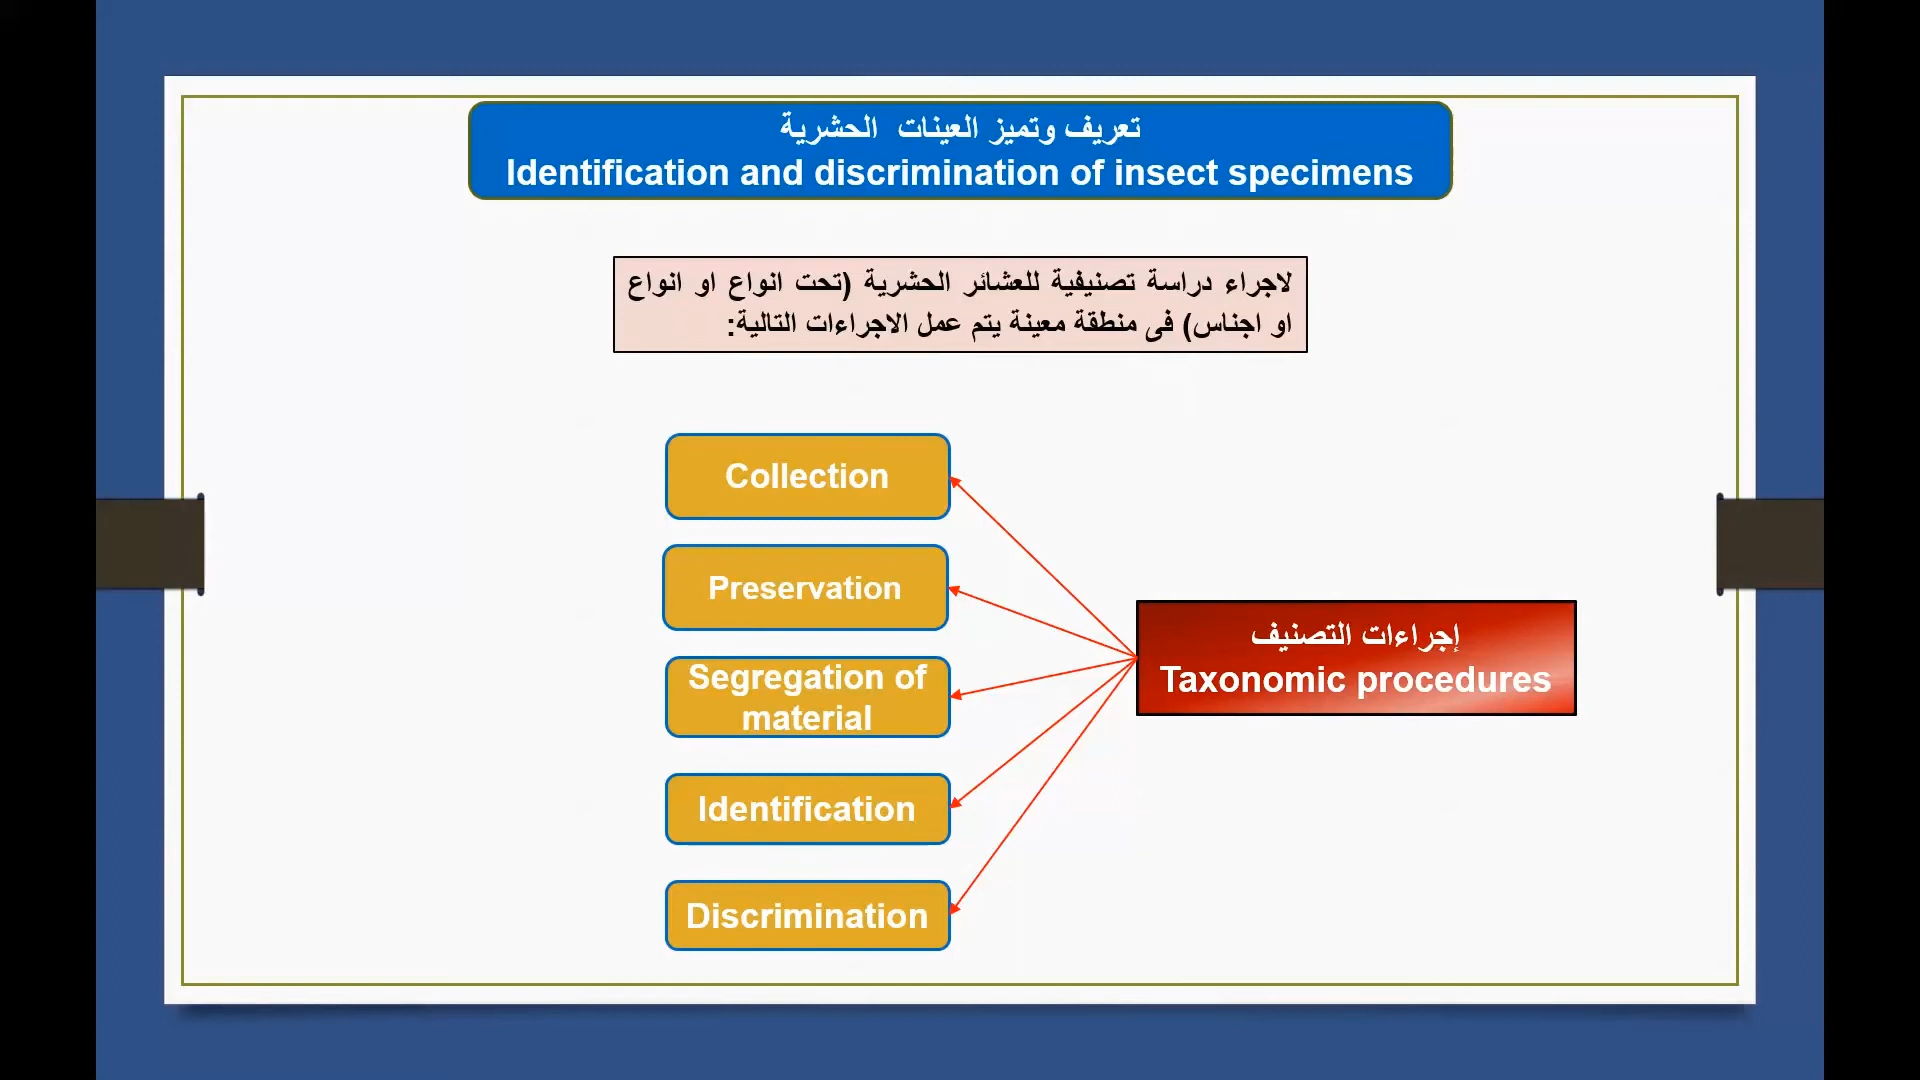 تعريف وتميز العينات الحشرية
Identification and discrimination of insect specimens
لاجراء دراسة تصنيفية للعشائر الحشرية (تحت انواع او انواع
او اجناس) فى منطقة معينة يتم عمل الاجراءات التالية:
إجراءات التصنيف
Taxonomic procedures
Collection
Preservation
Segregation of
material
Identification
Discrimination